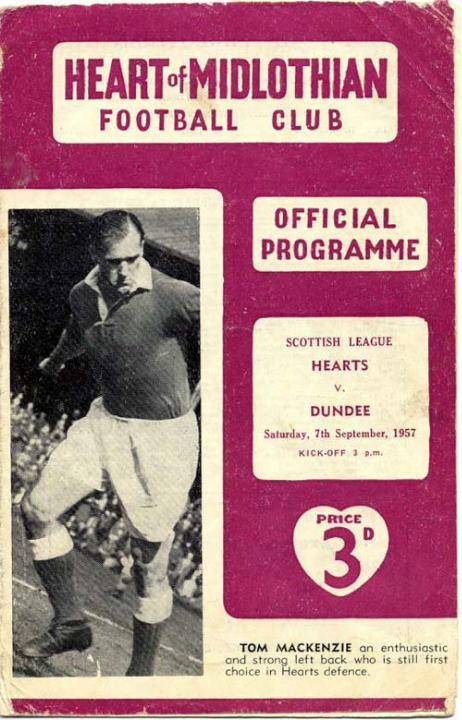 HEART of MIDLOTHIAN
FOOTBALL CLUB
OFFICIAL
PROGRAMME
SCOTTISH LEAGUE
HEARTS
V.
DUNDEE
Saturday, 7th September, 1957
KICK-OFF 3 p.m.
PRICE
3D
TOM MACKENZIE an enthusiastic
and strong left back who is still first
choice in Hearts defence.